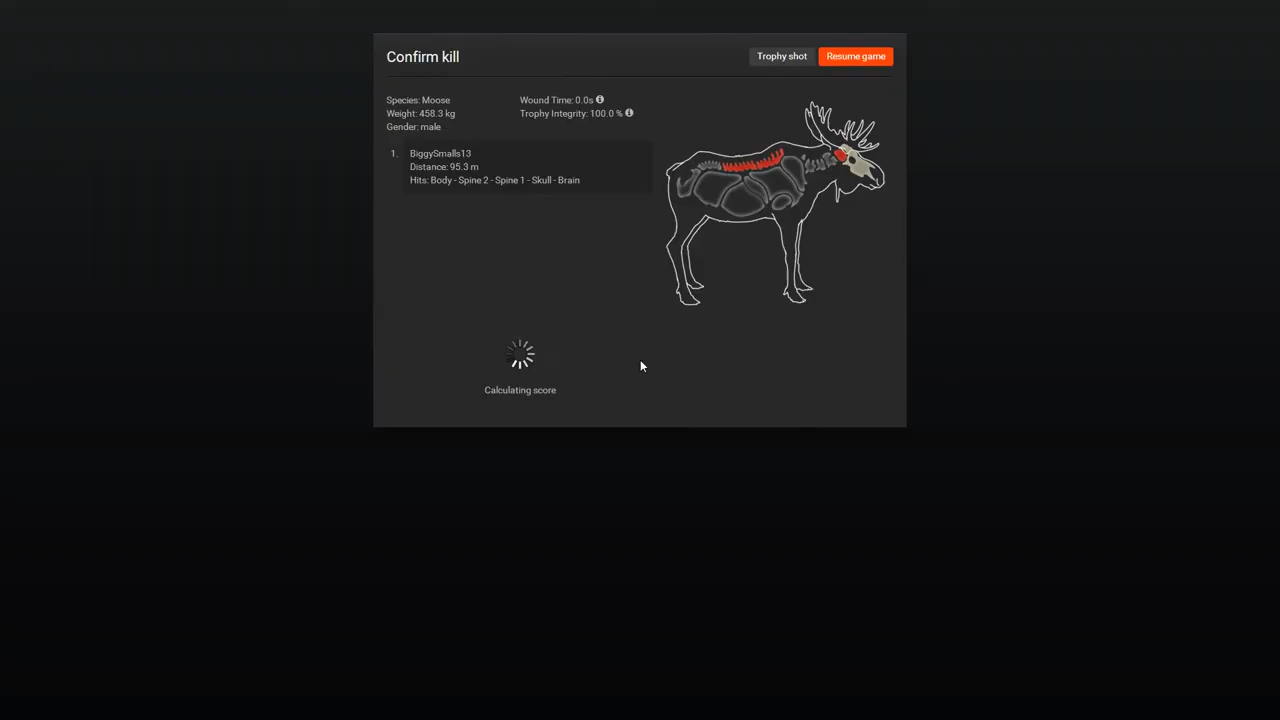 Confirm kill
Trophy shot
Resume game
Species: Moose
Weight: 458.3 kg
Gender: male
Wound Time: 0.0s
Trophy Integrity: 100.0 %
1.
BiggySmalls13
Distance: 95.3 m
Hits: Body - Spine 2 - Spine 1 - Skull - Brain
Calculating score